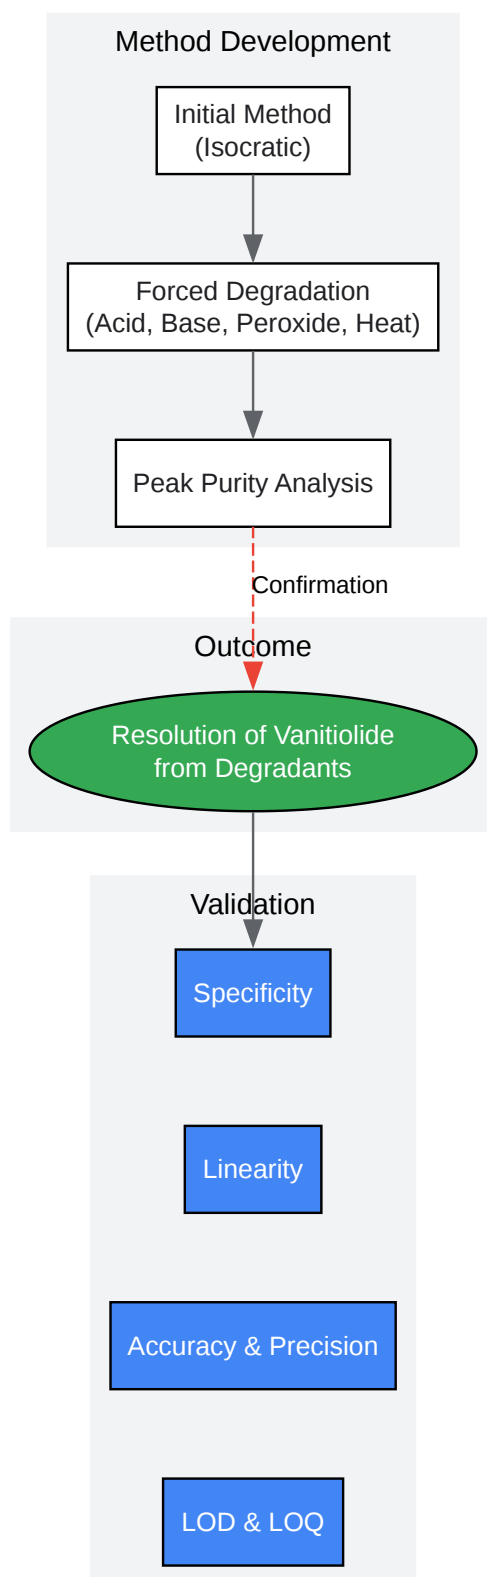 Method Development
Initial Method
(Isocratic)
Forced Degradation
(Acid, Base, Peroxide, Heat)
Peak Purity Analysis
Confirmation
Outcome
Resolution of Vanitiolide
from Degradants
Validation
Specificity
Linearity
Accuracy & Precision
LOD & LOQ